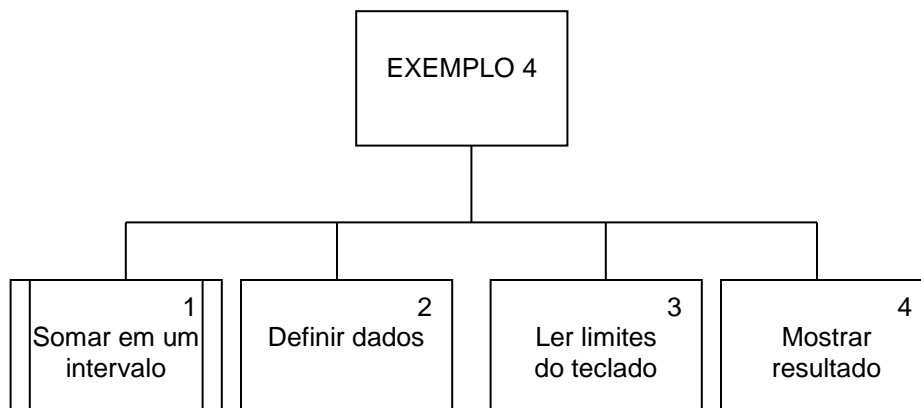 EXEMPLO 4
1
Somar em um
intervalo
2
Definir dados
3
Ler limites
do teclado
4
Mostrar
resultado